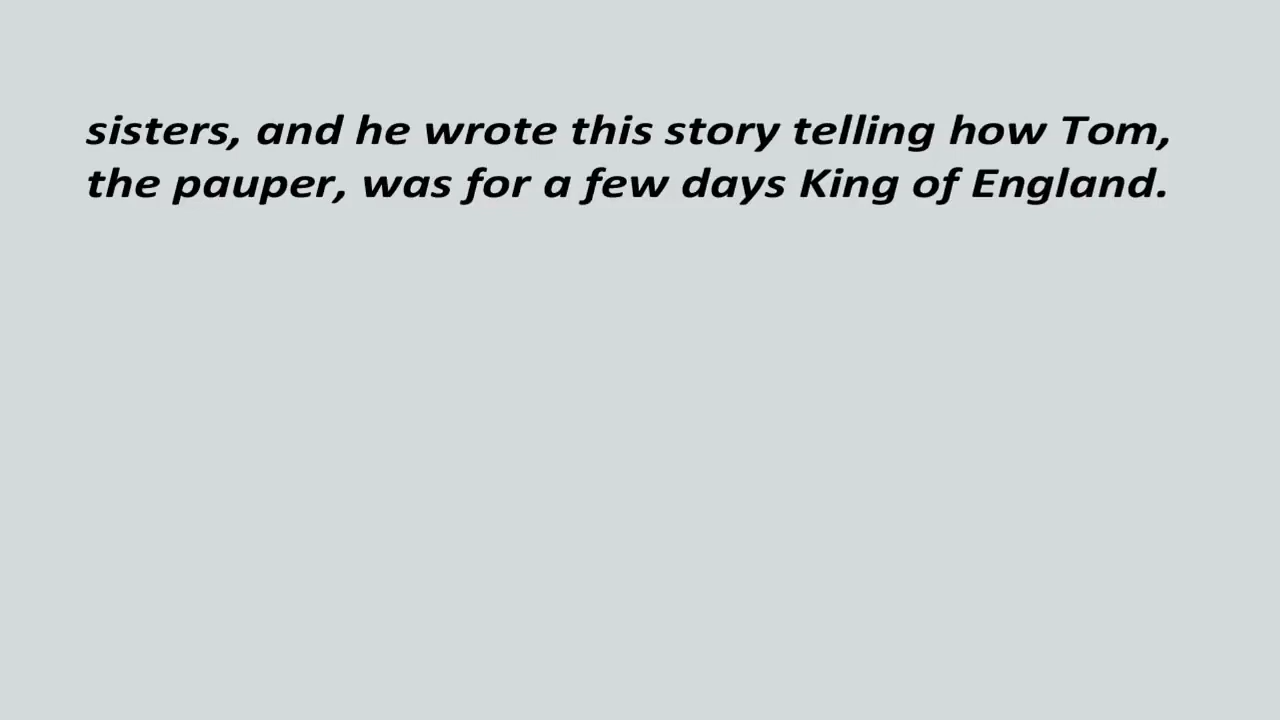 sisters, and he wrote this story telling how Tom,
the pauper, was for a few days King of England.